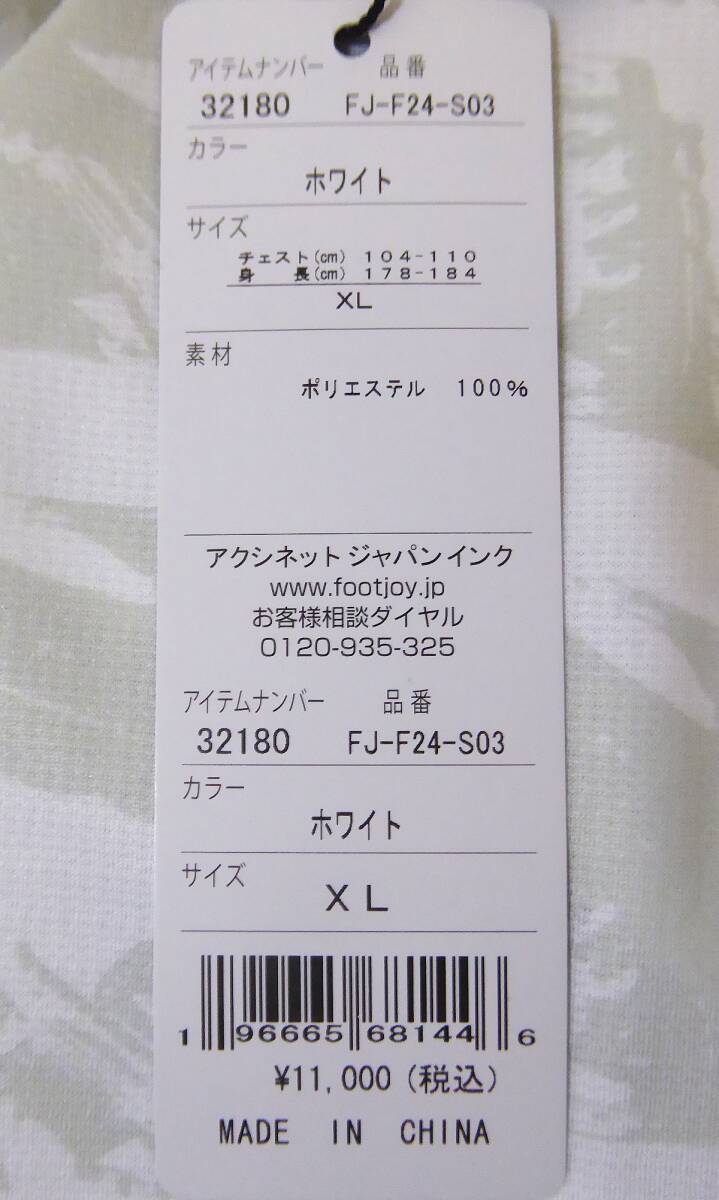 アイテムナンバー 品番
32180 FJ-F24-S03
カラー
ホワイト
サイズ
チェスト(cm) 104-110
身 長(cm) 178-184
XL
素材
ポリエステル 100%
アクシネット ジャパン インク
www.footjoy.jp
お客様相談ダイヤル
0120-935-325
アイテムナンバー 品番
32180 FJ-F24-S03
カラー
ホワイト
サイズ
XL
1 96665 68144 6
¥11,000(税込)
MADE IN CHINA